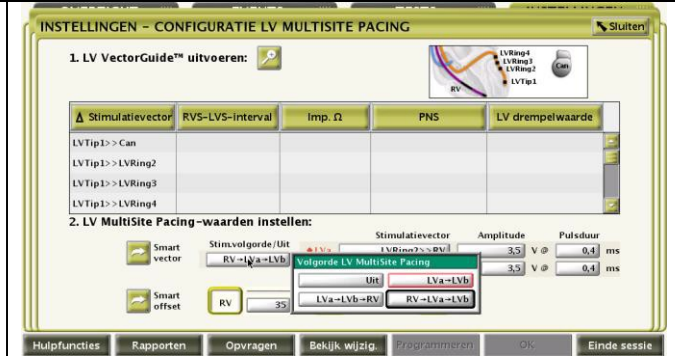 INSTELLINGEN - CONFIGURATIE LV MULTISITE PACING
Sluiten
1. LV VectorGuide™ uitvoeren:
LVRing4
LVRing3
LVRing2
LVTip1
RV
Can
Δ Stimulatievector RVS-LVS-interval Imp. Ω PNS LV drempelwaarde
LVTip1>>Can
LVTip1>>LVRing2
LVTip1>>LVRing3
LVTip1>>LVRing4
2. LV MultiSite Pacing-waarden instellen:
Stimulatievector Amplitude Pulsduur
Smart vector
Stim.volgorde/Uit
RV→LVa→LVb
LVa LVRing2>>RV 3,5 V @ 0,4 ms
3,5 V @ 0,4 ms
Volgorde LV MultiSite Pacing
Uit LVa→LVb
LVa→LVb→RV RV→LVa→LVb
Smart offset
RV 35
Hulpfuncties Rapporten Opvragen Bekijk wijzig. Programmeren OK Einde sessie